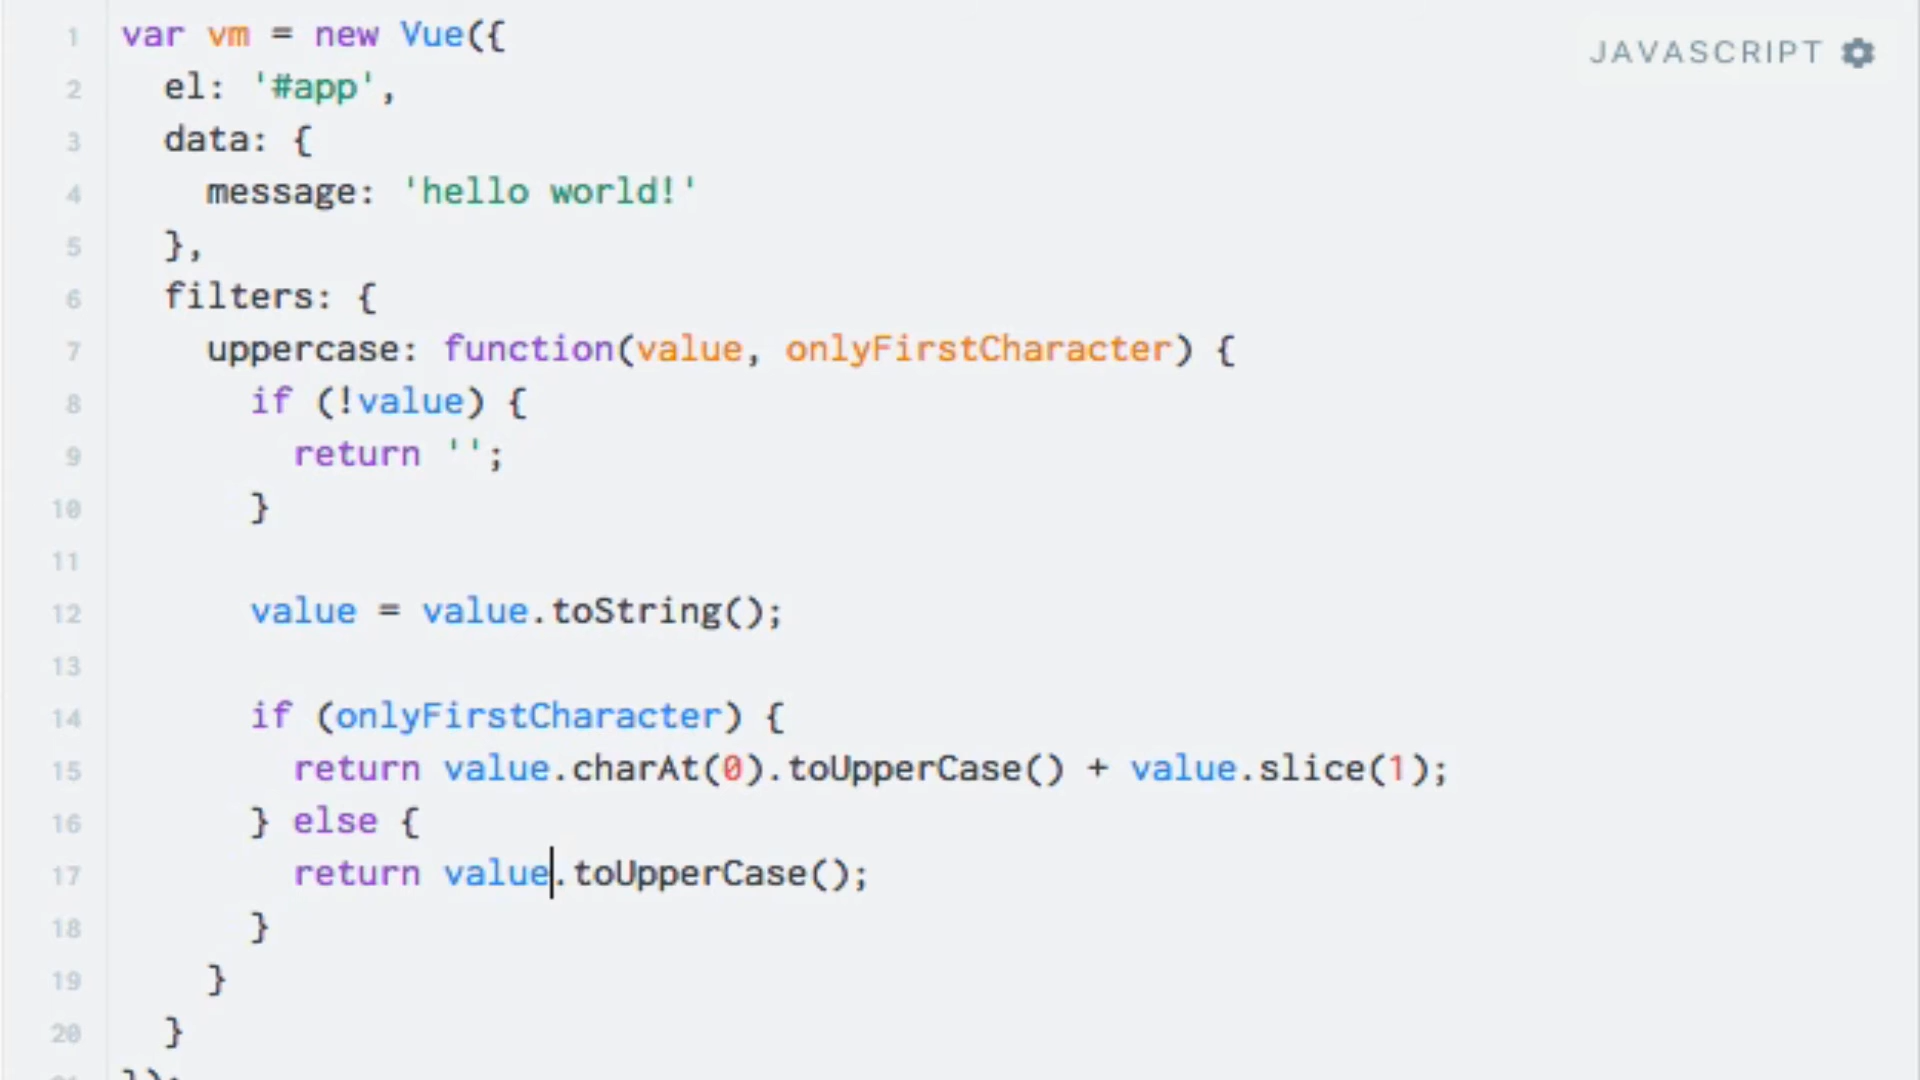 JAVASCRIPT
1 var vm = new Vue({
2   el: '#app',
3   data: {
4     message: 'hello world!'
5   },
6   filters: {
7     uppercase: function(value, onlyFirstCharacter) {
8       if (!value) {
9         return '';
10       }
11
12       value = value.toString();
13
14       if (onlyFirstCharacter) {
15         return value.charAt(0).toUpperCase() + value.slice(1);
16       } else {
17         return value.toUpperCase();
18       }
19     }
20   }
21 });